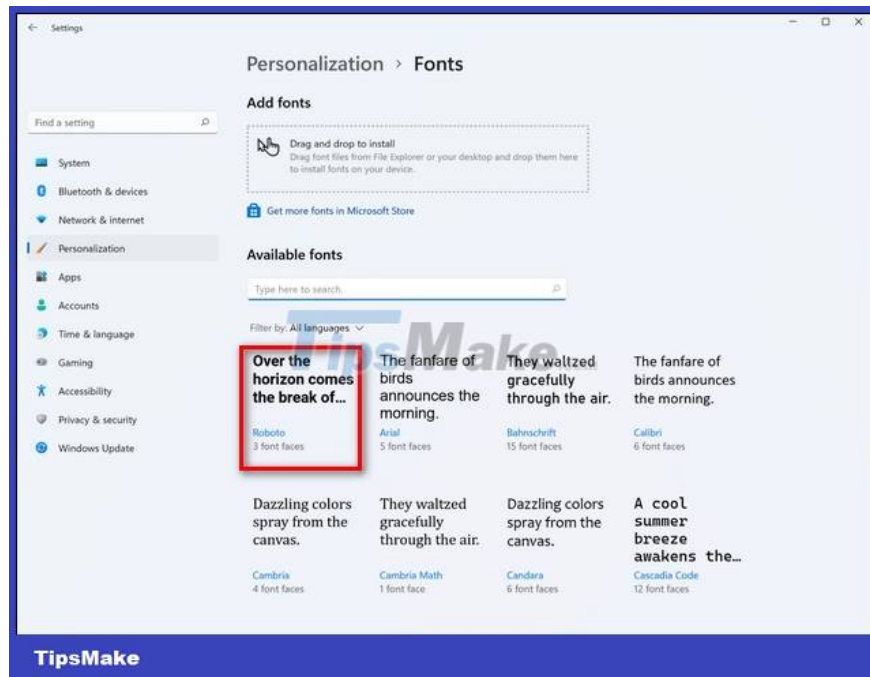 Settings
Personalization > Fonts
Add fonts
Find a setting
Drag and drop to install
Drag font files from File Explorer or your desktop and drop them here
to install fonts on your device.
System
Bluetooth & devices
Get more fonts in Microsoft Store
Network & internet
Personalization
Available fonts
Apps
Type here to search.
Accounts
Filter by: All languages
Time & language
TipsMake
Gaming
Accessibility
Privacy & security
Windows Update
Over the
horizon comes
the break of...
Roboto
3 font faces
The fanfare of
birds
announces the
morning.
Arial
5 font faces
They waltzed
gracefully
through the air.
Bahnschrift
15 font faces
The fanfare of
birds announces
the morning.
Calibri
6 font faces
Dazzling colors
spray from the
canvas.
Cambria
4 font faces
They waltzed
gracefully
through the air.
Cambria Math
1 font face
Dazzling colors
spray from the
canvas.
Candara
6 font faces
A cool
summer
breeze
awakens the...
Cascadia Code
12 font faces
TipsMake